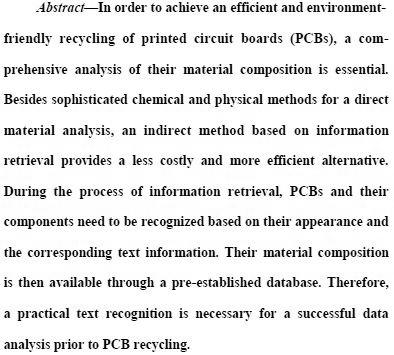 Abstract—In order to achieve an efficient and environment-
friendly recycling of printed circuit boards (PCBs), a com-
prehensive analysis of their material composition is essential.
Besides sophisticated chemical and physical methods for a direct
material analysis, an indirect method based on information
retrieval provides a less costly and more efficient alternative.
During the process of information retrieval, PCBs and their
components need to be recognized based on their appearance and
the corresponding text information. Their material composition
is then available through a pre-established database. Therefore,
a practical text recognition is necessary for a successful data
analysis prior to PCB recycling.